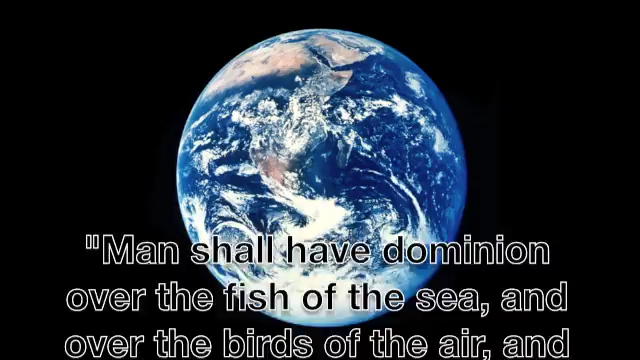 "Man shall have dominion
over the fish of the sea, and
over the birds of the air, and